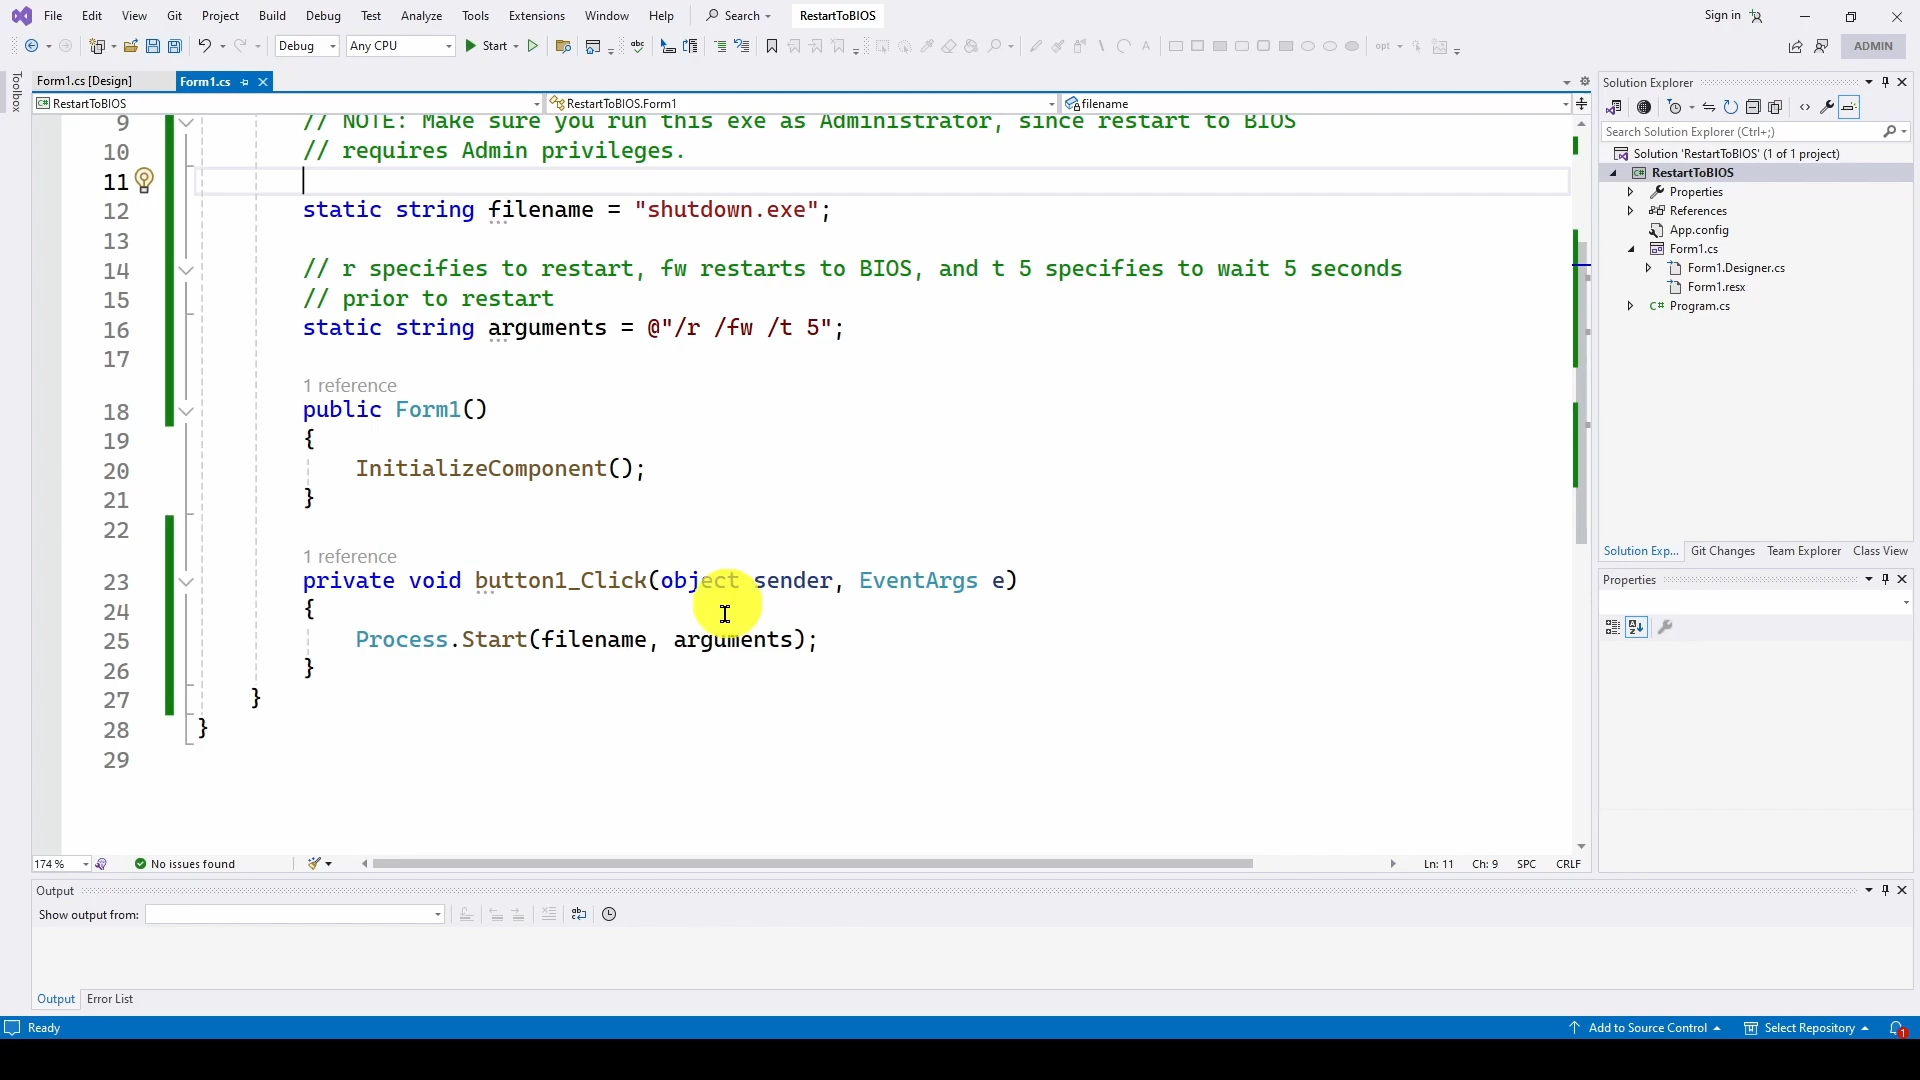 File Edit View Git Project Build Debug Test Analyze Tools Extensions Window Help Search RestartToBIOS Sign in
Debug Any CPU Start opt ADMIN
Toolbox
Form1.cs [Design] Form1.cs
RestartToBIOS RestartToBIOS.Form1 filename
9 // NOTE: Make sure you run this exe as Administrator, since restart to BIOS
10 // requires Admin privileges.
11
12 static string filename = "shutdown.exe";
13
14 // r specifies to restart, fw restarts to BIOS, and t 5 specifies to wait 5 seconds
15 // prior to restart
16 static string arguments = @"/r /fw /t 5";
17
1 reference
18 public Form1()
19 {
20 InitializeComponent();
21 }
22
1 reference
23 private void button1_Click(object sender, EventArgs e)
24 {
25 Process.Start(filename, arguments);
26 }
27 }
28 }
29
174 % No issues found Ln: 11 Ch: 9 SPC CRLF
Solution Explorer
Search Solution Explorer (Ctrl+;)
Solution 'RestartToBIOS' (1 of 1 project)
RestartToBIOS
Properties
References
App.config
Form1.cs
Form1.Designer.cs
Form1.resx
C# Program.cs
Solution Exp... Git Changes Team Explorer Class View
Properties
Output
Show output from:
Output Error List
Ready Add to Source Control Select Repository 1